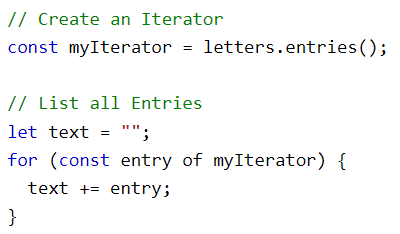 // Create an Iterator
const myIterator = letters.entries();

// List all Entries
let text = "";
for (const entry of myIterator) {
  text += entry;
}